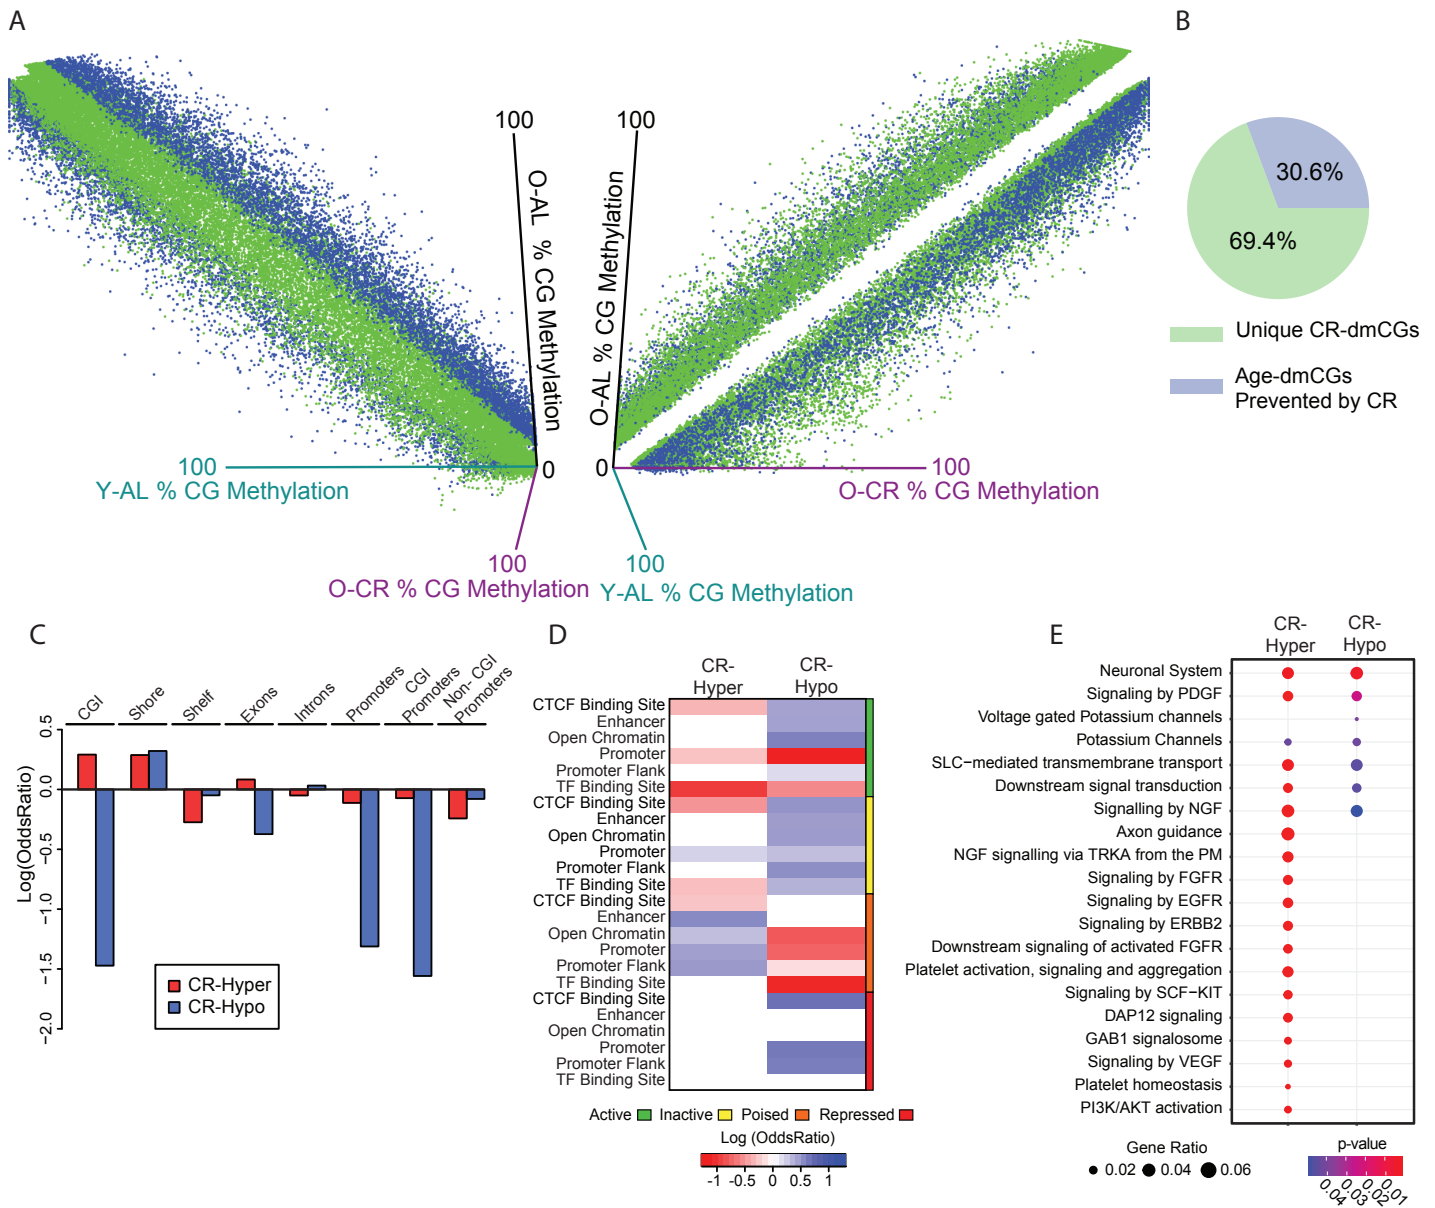 A
100
O-AL % CG Methylation
0
100
Y-AL % CG Methylation
100
O-CR % CG Methylation
100
O-AL % CG Methylation
0
100
O-CR % CG Methylation
100
Y-AL % CG Methylation
B
30.6%
69.4%
Unique CR-dmCGs
Age-dmCGs
Prevented by CR
C
CGI
Shore
Shelf
Exons
Introns
Promoters
CGI
Promoters
Non- CGI
Promoters
Log(OddsRatio)
0.5
0.0
−0.5
−1.0
−1.5
−2.0
CR-Hyper
CR-Hypo
D
CR-
Hyper
CR-
Hypo
CTCF Binding Site
Enhancer
Open Chromatin
Promoter
Promoter Flank
TF Binding Site
CTCF Binding Site
Enhancer
Open Chromatin
Promoter
Promoter Flank
TF Binding Site
CTCF Binding Site
Enhancer
Open Chromatin
Promoter
Promoter Flank
TF Binding Site
CTCF Binding Site
Enhancer
Open Chromatin
Promoter
Promoter Flank
TF Binding Site
Active Inactive Poised Repressed
Log (OddsRatio)
-1 -0.5 0 0.5 1
E
CR-
Hyper
CR-
Hypo
Neuronal System
Signaling by PDGF
Voltage gated Potassium channels
Potassium Channels
SLC−mediated transmembrane transport
Downstream signal transduction
Signalling by NGF
Axon guidance
NGF signalling via TRKA from the PM
Signaling by FGFR
Signaling by EGFR
Signaling by ERBB2
Downstream signaling of activated FGFR
Platelet activation, signaling and aggregation
Signaling by SCF−KIT
DAP12 signaling
GAB1 signalosome
Signaling by VEGF
Platelet homeostasis
PI3K/AKT activation
Gene Ratio
0.02 0.04 0.06
p-value
0.04 0.03 0.02 0.01